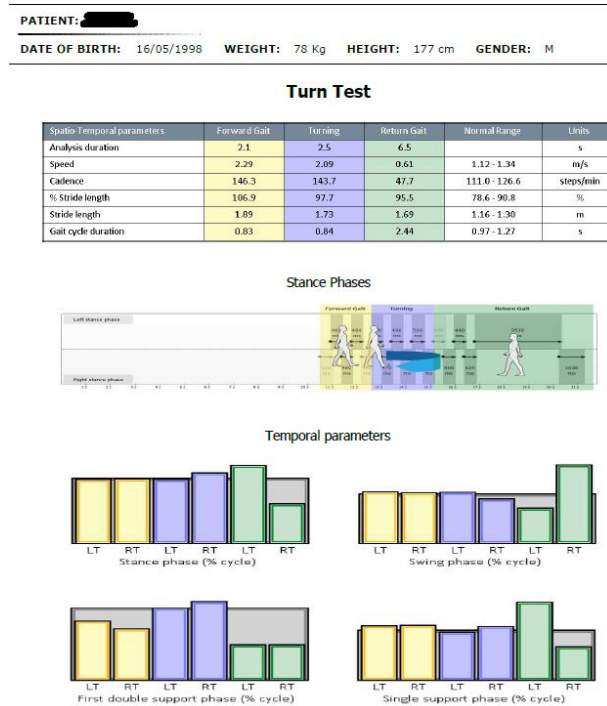 PATIENT:
DATE OF BIRTH: 16/05/1998 WEIGHT: 78 Kg HEIGHT: 177 cm GENDER: M
Turn Test
Spatio-Temporal parameters Forward Gait Turning Return Gait Normal Range Units
Analysis duration 2.1 2.5 6.5 s
Speed 2.29 2.09 0.61 1.12 - 1.34 m/s
Cadence 146.3 143.7 47.7 111.0 - 126.6 steps/min
% Stride length 106.9 97.7 95.5 78.6 - 90.8 %
Stride length 1.89 1.73 1.69 1.16 - 1.30 m
Gait cycle duration 0.83 0.84 2.44 0.97 - 1.27 s
Stance Phases
Forward Gait Turning Return Gait
Left stance phase
Right stance phase
Temporal parameters
LT RT LT RT LT RT LT RT LT RT LT RT
Stance phase (% cycle) Swing phase (% cycle)
LT RT LT RT LT RT LT RT LT RT LT RT
First double support phase (% cycle) Single support phase (% cycle)